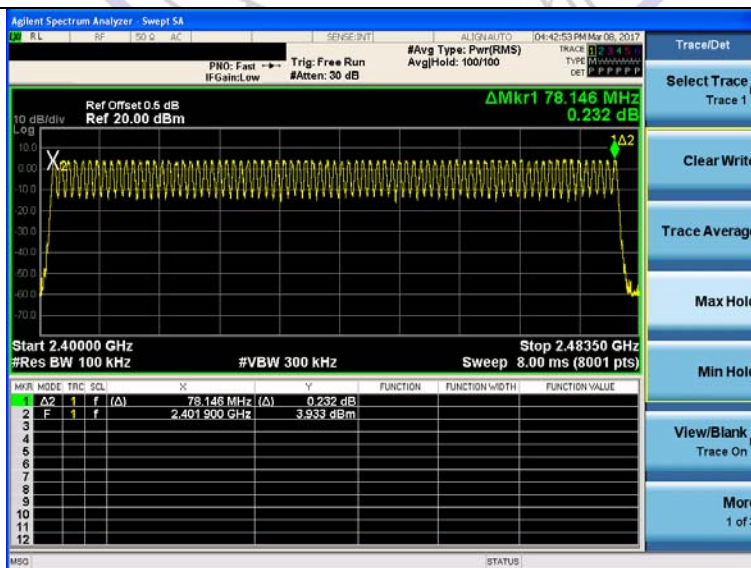 Agilent Spectrum Analyzer - Swept SA
RL RF 50 Ω AC SENSE:INT ALIGN AUTO 04:42:53 PM Mar 08, 2017
#Avg Type: Pwr(RMS) TRACE 1 2 3 4 5 6
PNO: Fast Trig: Free Run Avg|Hold: 100/100 TYPE MWWWWW
IFGain:Low #Atten: 30 dB DET P P P P P P
Ref Offset 0.5 dB ΔMkr1 78.146 MHz
10 dB/div Ref 20.00 dBm 0.232 dB
Log
10.0
0.00
-10.0
-20.0
-30.0
-40.0
-50.0
-60.0
-70.0
X2
1Δ2
Start 2.40000 GHz Stop 2.48350 GHz
#Res BW 100 kHz #VBW 300 kHz Sweep 8.00 ms (8001 pts)
MKR MODE TRC SCL X Y FUNCTION FUNCTION WIDTH FUNCTION VALUE
1 Δ2 1 f (Δ) 78.146 MHz (Δ) 0.232 dB
2 F 1 f 2.401 900 GHz 3.933 dBm
3
4
5
6
7
8
9
10
11
12
MSG STATUS
Trace/Det
Select Trace
Trace 1
Clear Write
Trace Average
Max Hold
Min Hold
View/Blank
Trace On
More
1 of 3